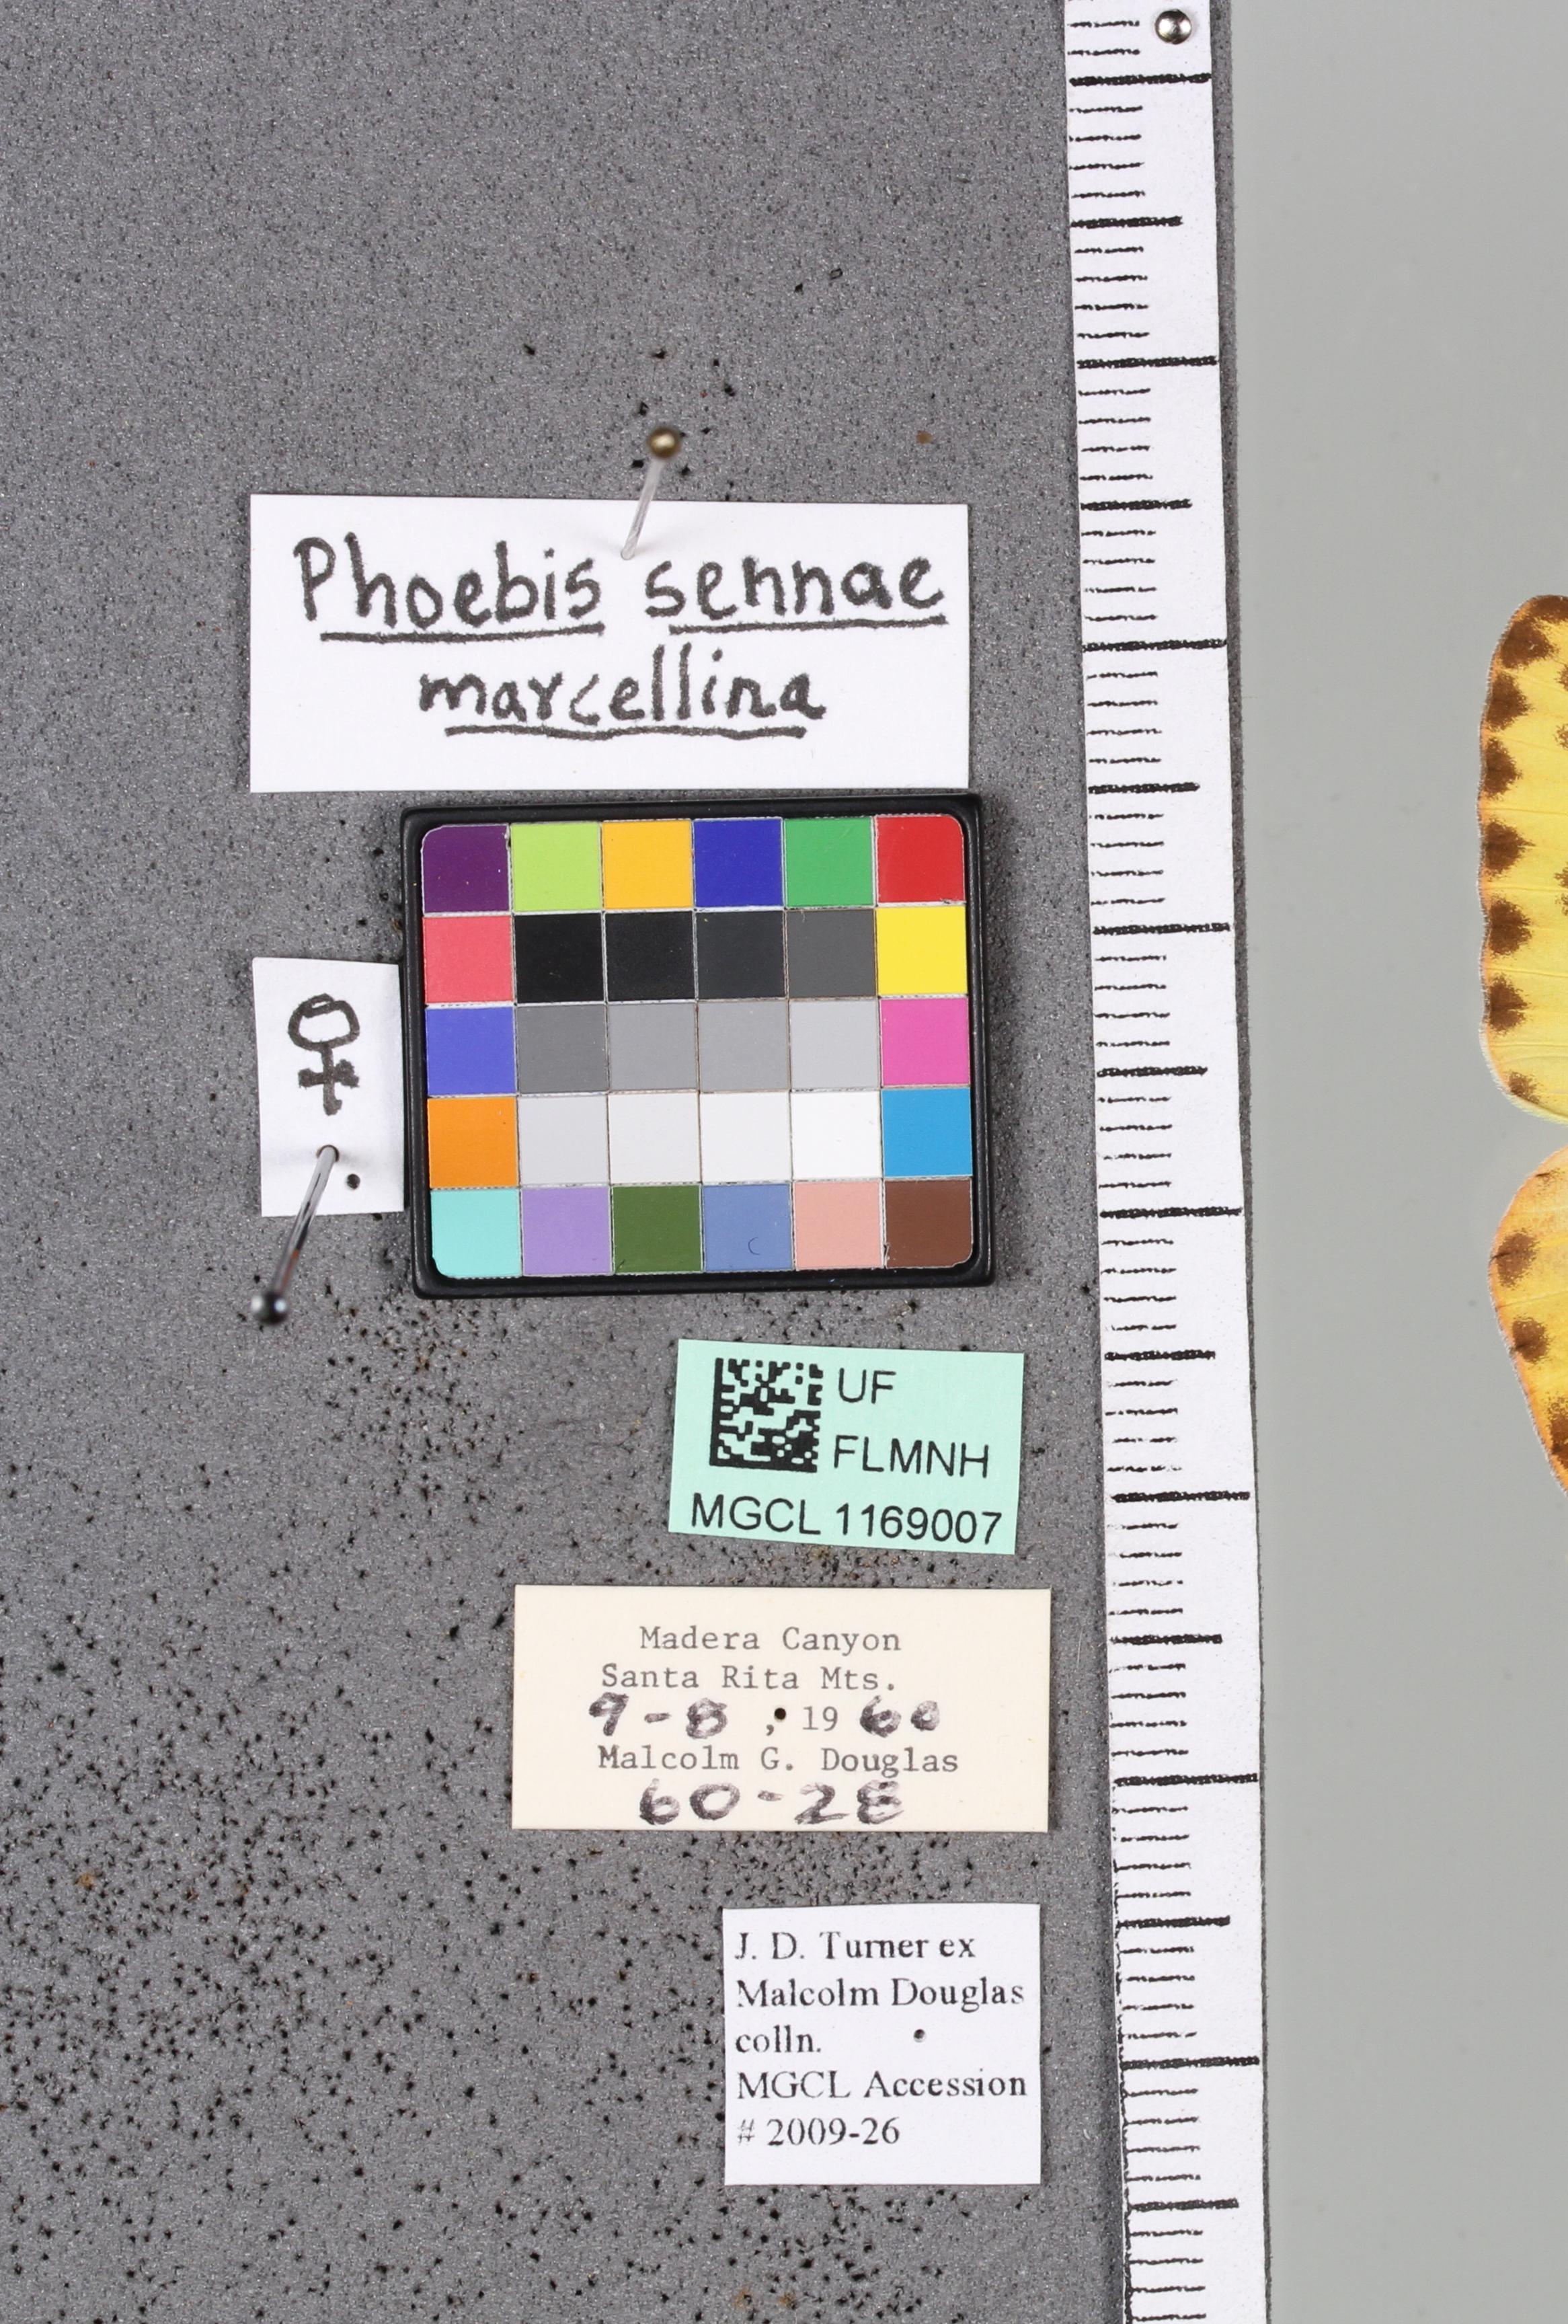 Phoebis sennae
marcellina
♀
UF
FLMNH
MGCL 1169007
Madera Canyon
Santa Rita Mts.
9-8 , 19 60
Malcolm G. Douglas
60-28
J. D. Turner ex
Malcolm Douglas
colln.
MGCL Accession
# 2009-26